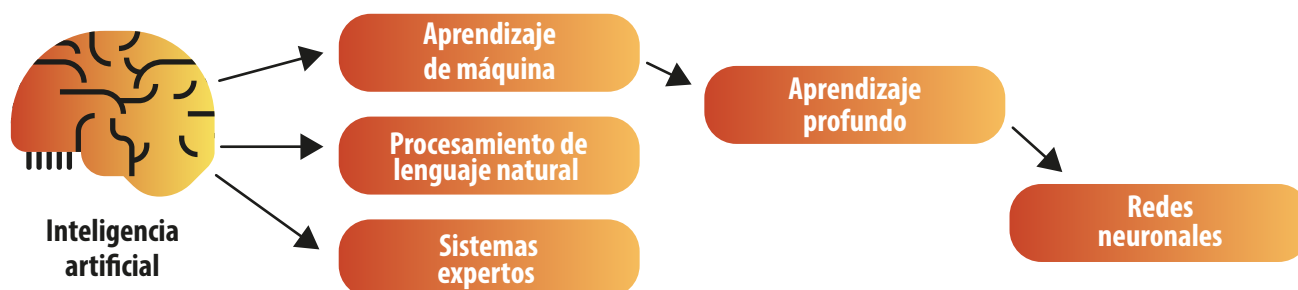 Inteligencia
artificial
Aprendizaje
de máquina
Procesamiento de
lenguaje natural
Sistemas
expertos
Aprendizaje
profundo
Redes
neuronales